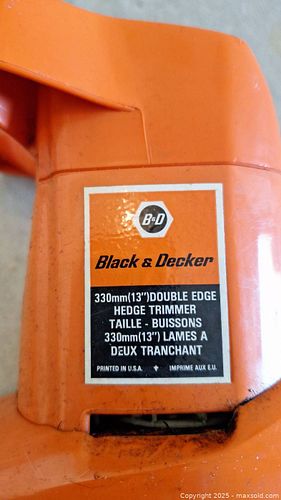 B&D
Black & Decker
330mm(13")DOUBLE EDGE
HEDGE TRIMMER
TAILLE - BUISSONS
330mm(13") LAMES A
DEUX TRANCHANT
PRINTED IN U.S.A. IMPRIME AUX E.U.
Copyright © 2025 - maxsold.com